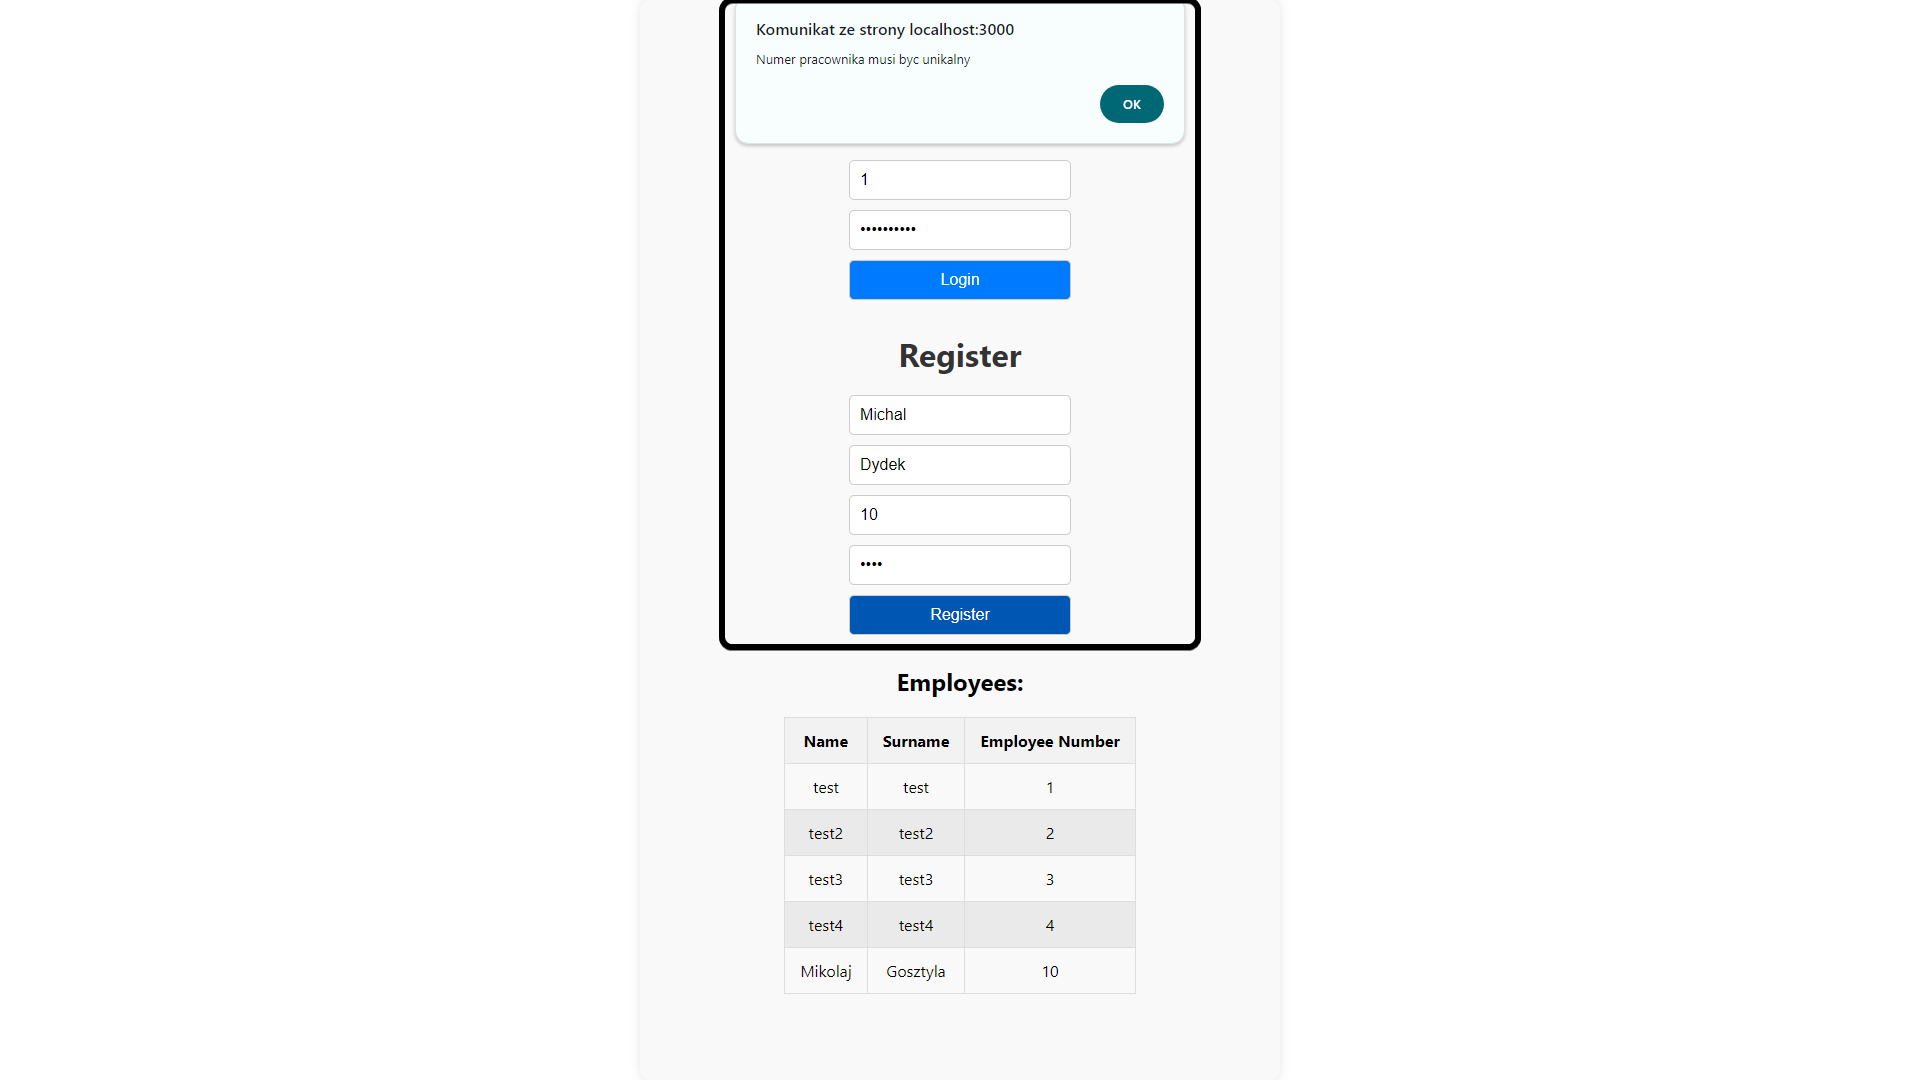 Komunikat ze strony localhost:3000
Numer pracownika musi byc unikalny
OK
1
••••••••••
Login
Register
Michal
Dydek
10
••••
Register
Employees:
Name Surname Employee Number
test test 1
test2 test2 2
test3 test3 3
test4 test4 4
Mikolaj Gosztyla 10